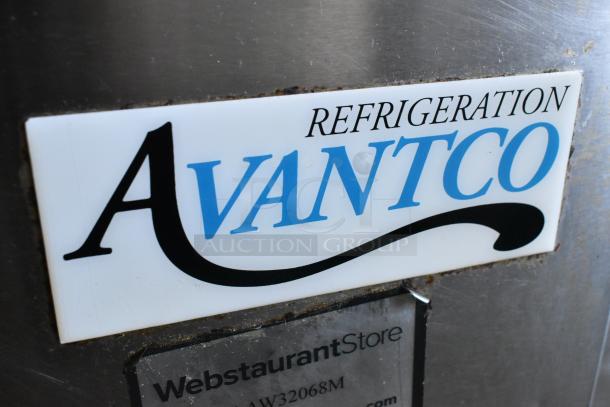 REFRIGERATION
AVANTCO
AUCTION GROUP
WebstaurantStore
AW32068M
.com